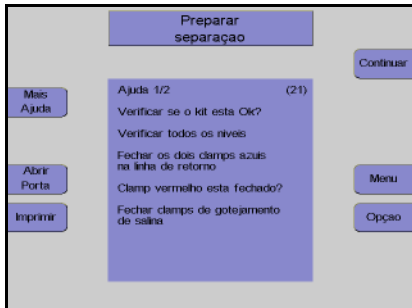 Preparar
separaçao
Continuar
Mais
Ajuda
Ajuda 1/2 (21)
Verificar se o kit esta Ok?
Verificar todos os niveis
Fechar os dois clamps azuis
na linha de retorno
Abrir
Porta
Clamp vermelho esta fechado?
Menu
Imprimir
Fechar clamps de gotejamento
de salina
Opçao